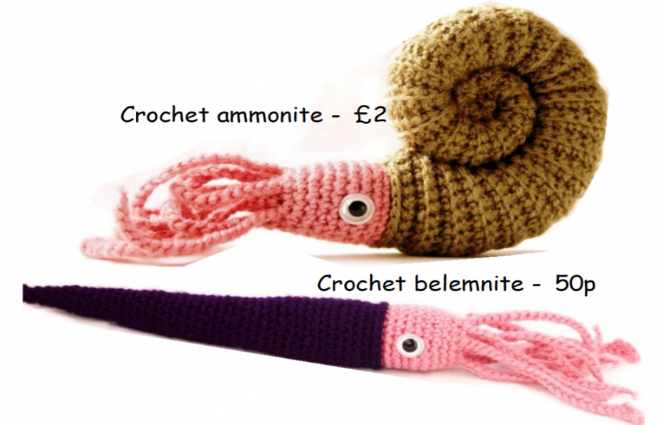 Crochet ammonite - £2
Crochet belemnite - 50p